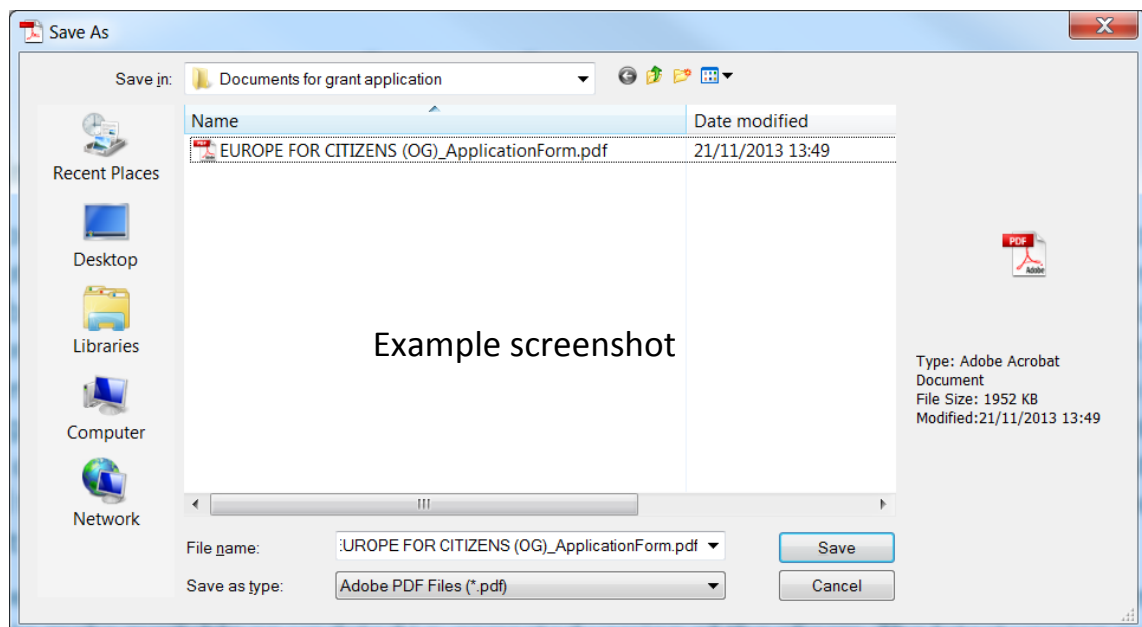 Save As
Save in: Documents for grant application
Name Date modified
EUROPE FOR CITIZENS (OG)_ApplicationForm.pdf 21/11/2013 13:49
Recent Places
Desktop
Libraries
Computer
Network
Example screenshot
PDF
Adobe
Type: Adobe Acrobat
Document
File Size: 1952 KB
Modified:21/11/2013 13:49
File name: UROPE FOR CITIZENS (OG)_ApplicationForm.pdf Save
Save as type: Adobe PDF Files (*.pdf) Cancel